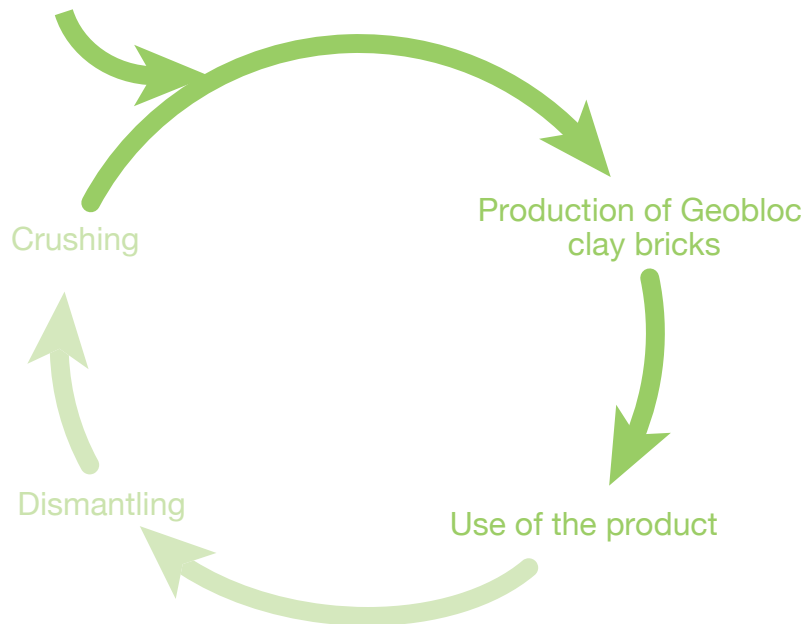 Production of Geobloc
clay bricks
Crushing
Dismantling
Use of the product